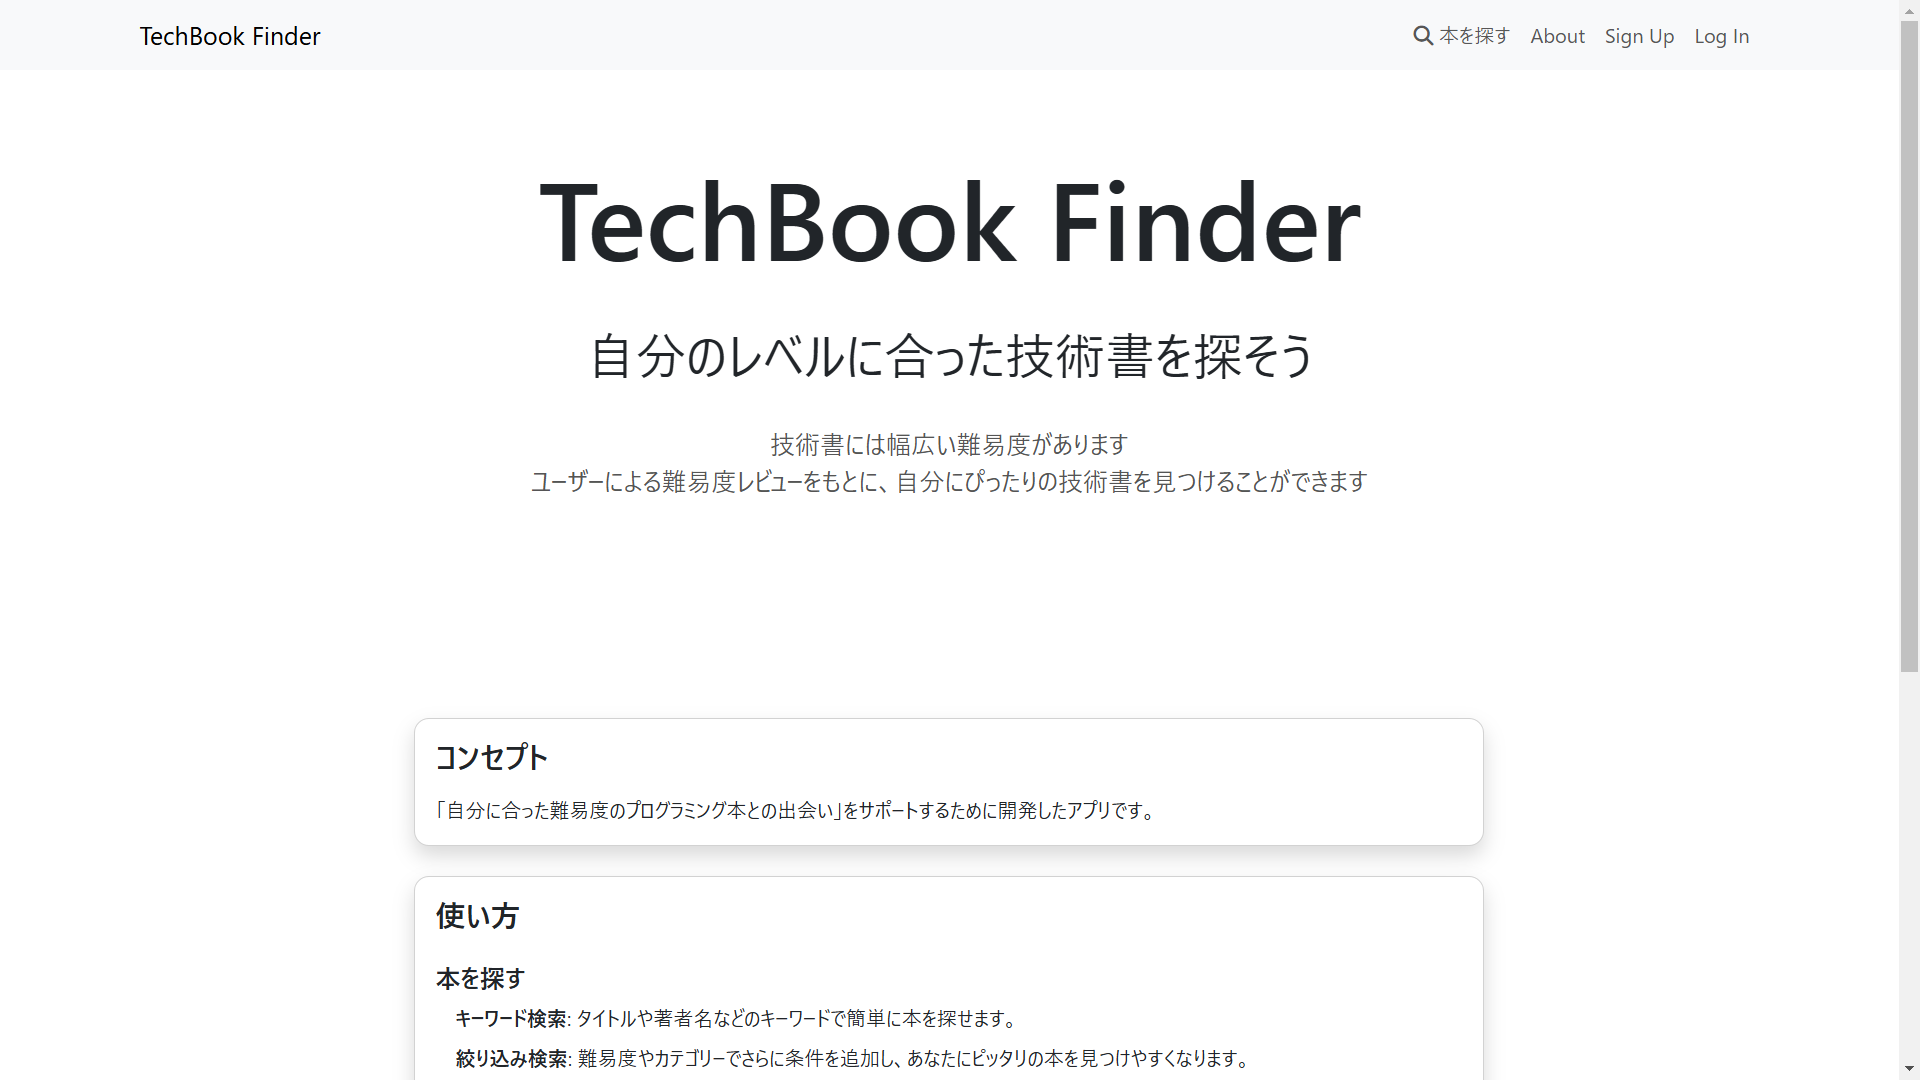 TechBook Finder
本を探す
About
Sign Up
Log In
TechBook Finder
自分のレベルに合った技術書を探そう
技術書には幅広い難易度があります
ユーザーによる難易度レビューをもとに、自分にぴったりの技術書を見つけることができます
コンセプト
「自分に合った難易度のプログラミング本との出会い」をサポートするために開発したアプリです。
使い方
本を探す
キーワード検索: タイトルや著者名などのキーワードで簡単に本を探せます。
絞り込み検索: 難易度やカテゴリーでさらに条件を追加し、あなたにピッタリの本を見つけやすくなります。